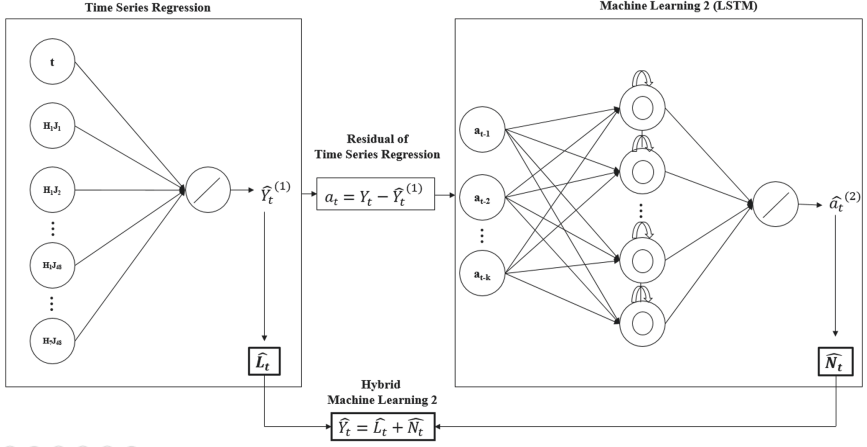 Time Series Regression
Machine Learning 2 (LSTM)
t
H₁J₁
H₁J₂
⋮
H₁J₄₈
⋮
H₇J₄₈
Ŷₜ⁽¹⁾
L̂ₜ
Residual of
Time Series Regression
aₜ = Yₜ − Ŷₜ⁽¹⁾
aₜ₋₁
aₜ₋₂
⋮
aₜ₋ₖ
⋮
âₜ⁽²⁾
N̂ₜ
Hybrid
Machine Learning 2
Ŷₜ = L̂ₜ + N̂ₜ